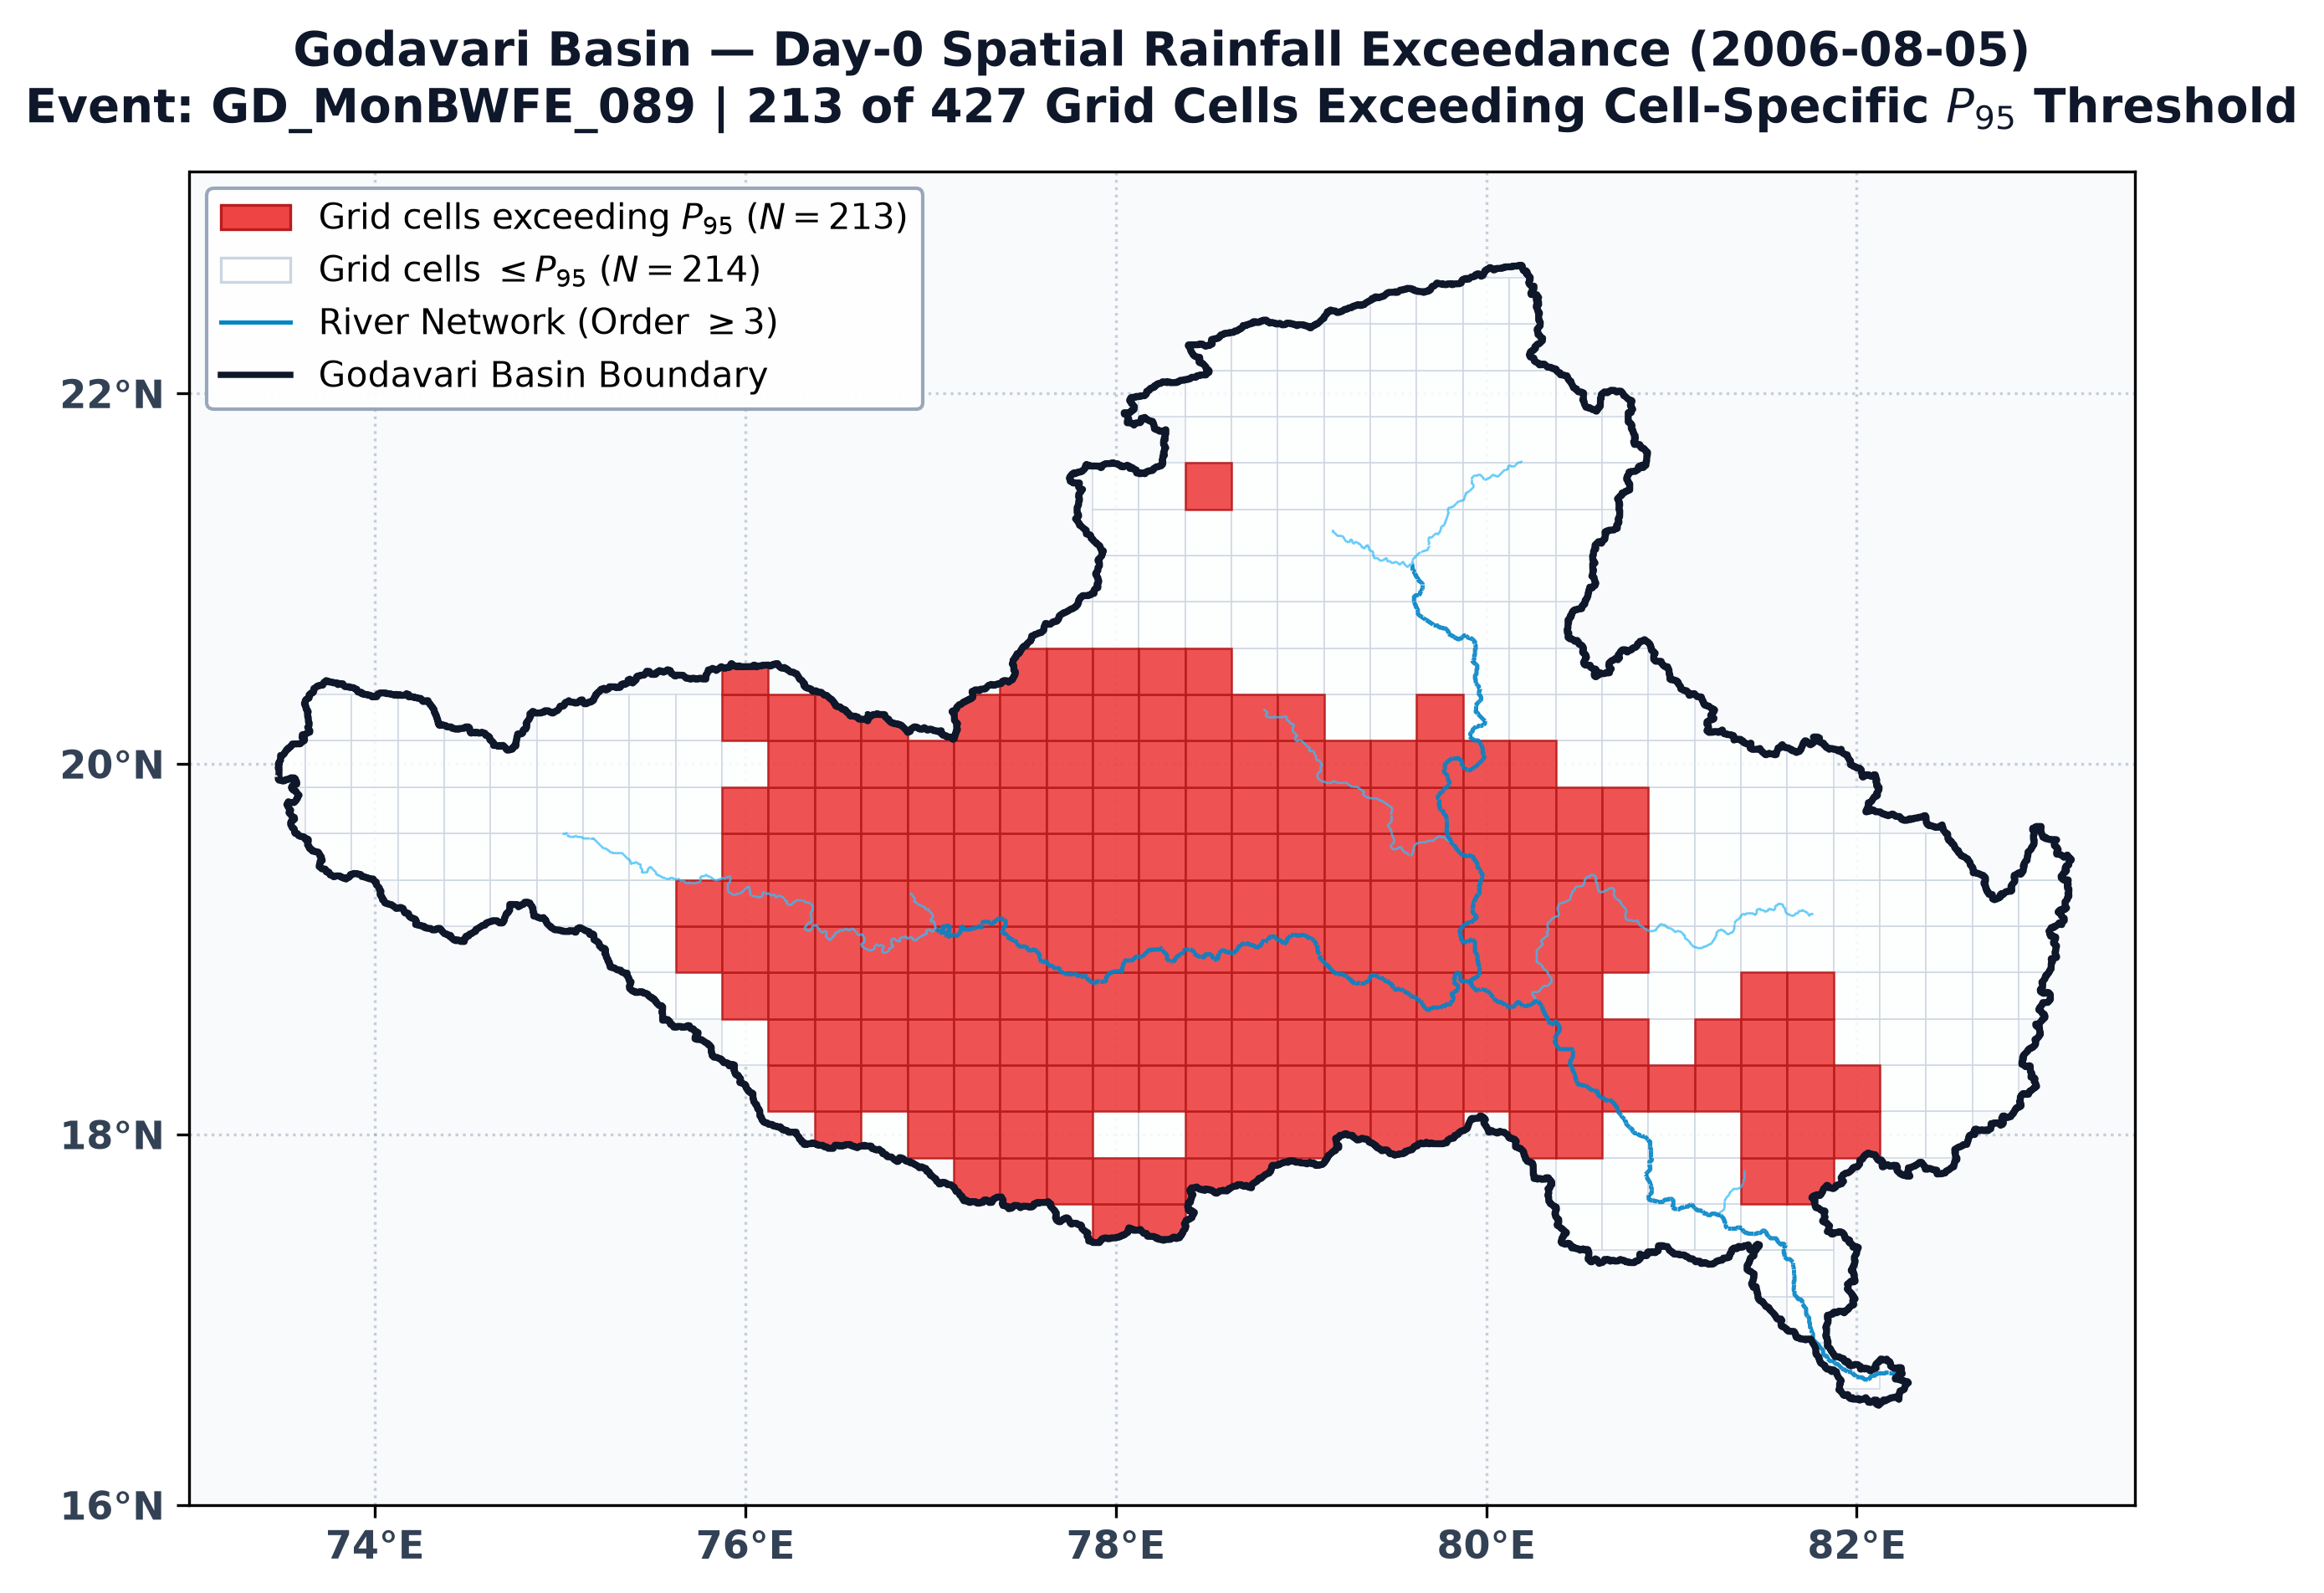 Godavari Basin — Day-0 Spatial Rainfall Exceedance (2006-08-05)
Event: GD_MonBWFE_089 | 213 of 427 Grid Cells Exceeding Cell-Specific P95 Threshold
Grid cells exceeding P95 (N = 213)
Grid cells ≤ P95 (N = 214)
River Network (Order ≥ 3)
Godavari Basin Boundary
22°N
20°N
18°N
16°N
74°E 76°E 78°E 80°E 82°E